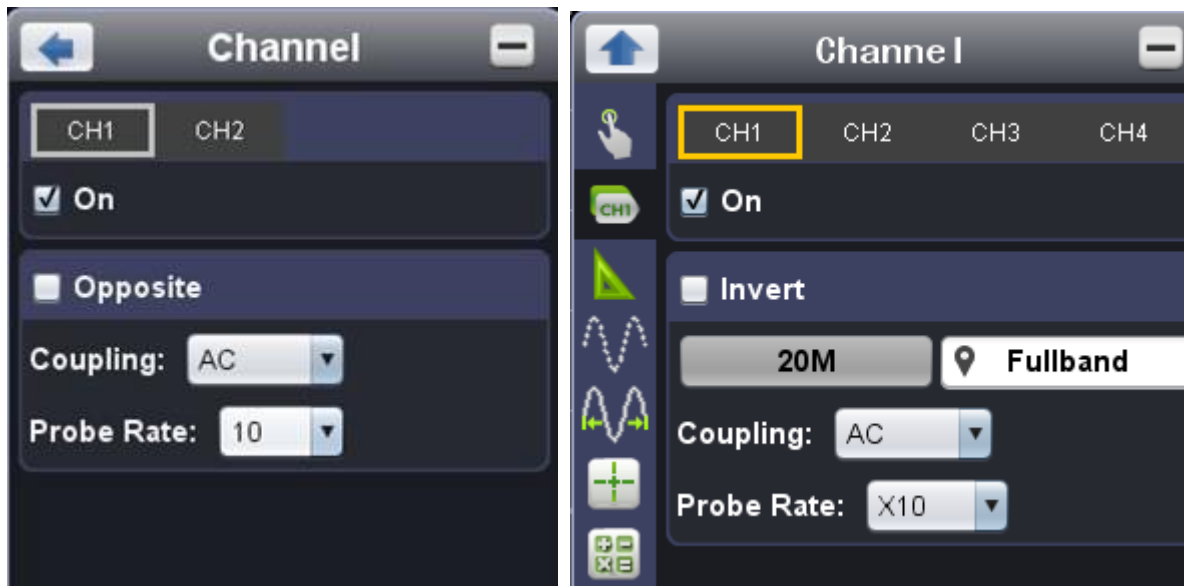 Channel
CH1 CH2
On
Opposite
Coupling: AC
Probe Rate: 10
Channel
CH1 CH2 CH3 CH4
CH1
On
Invert
20M Fullband
Coupling: AC
Probe Rate: X10